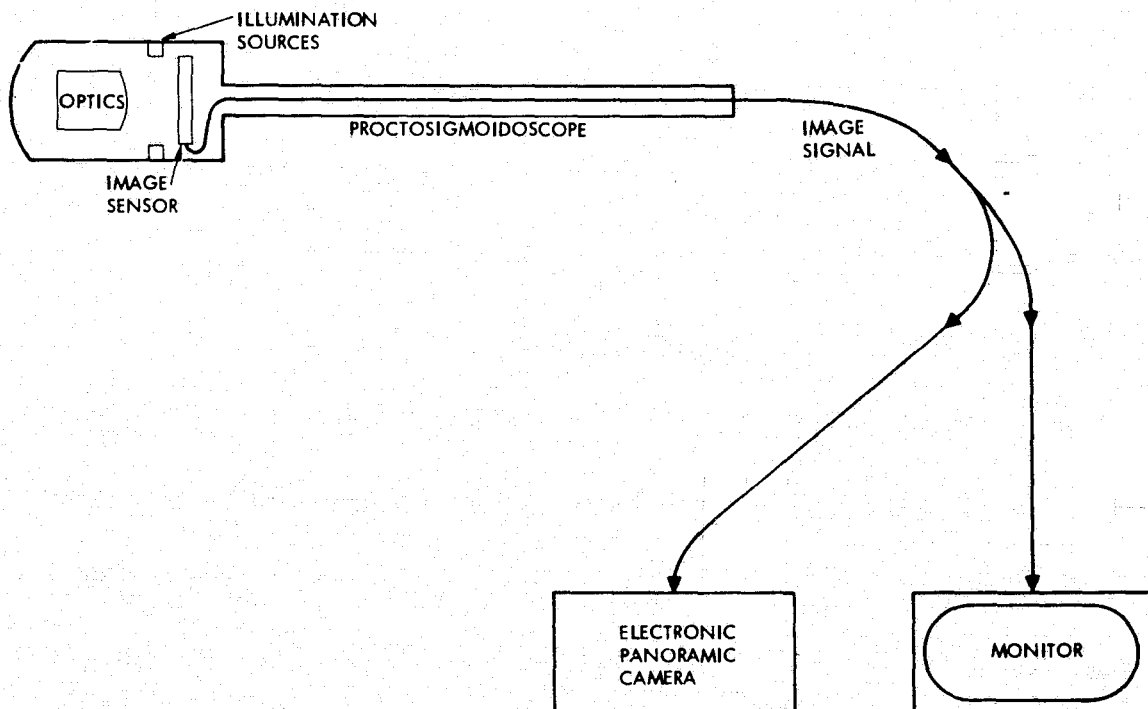 ILLUMINATION
SOURCES
OPTICS
PROCTOSIGMOIDOSCOPE
IMAGE
SIGNAL
IMAGE
SENSOR
ELECTRONIC
PANORAMIC
CAMERA
MONITOR